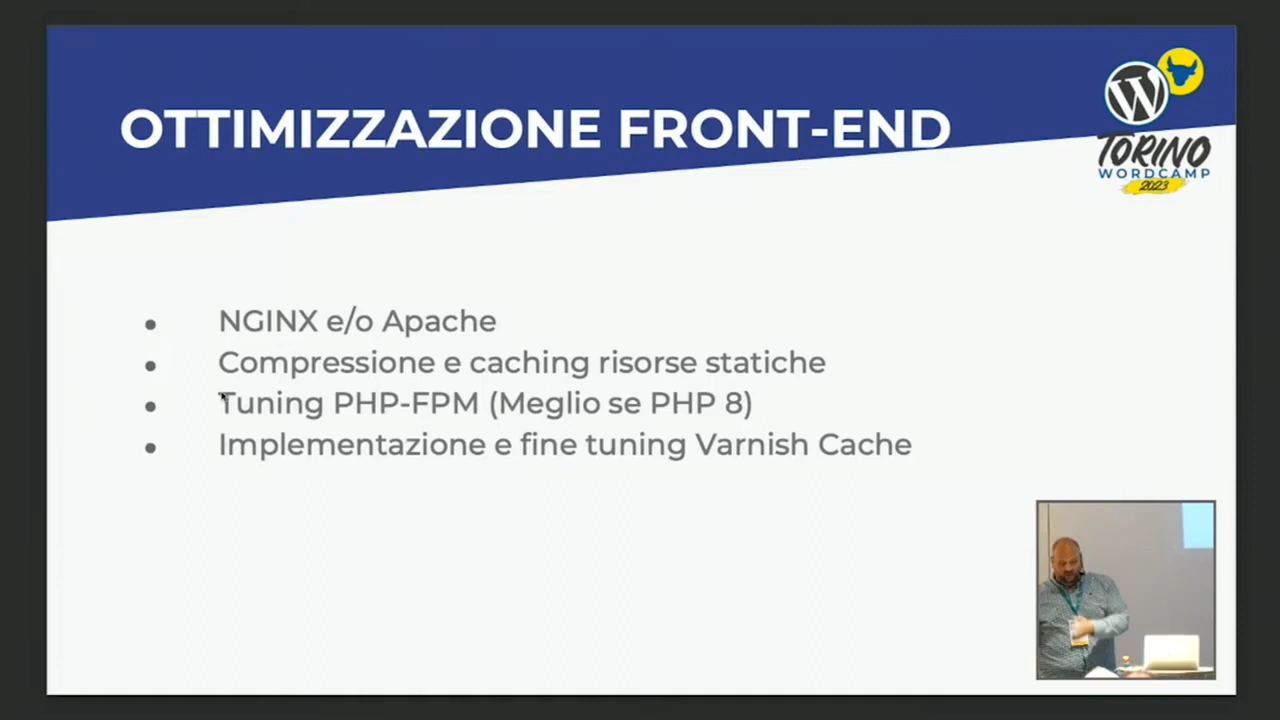 OTTIMIZZAZIONE FRONT-END
TORINO
WORDCAMP
2023
• NGINX e/o Apache
• Compressione e caching risorse statiche
• Tuning PHP-FPM (Meglio se PHP 8)
• Implementazione e fine tuning Varnish Cache